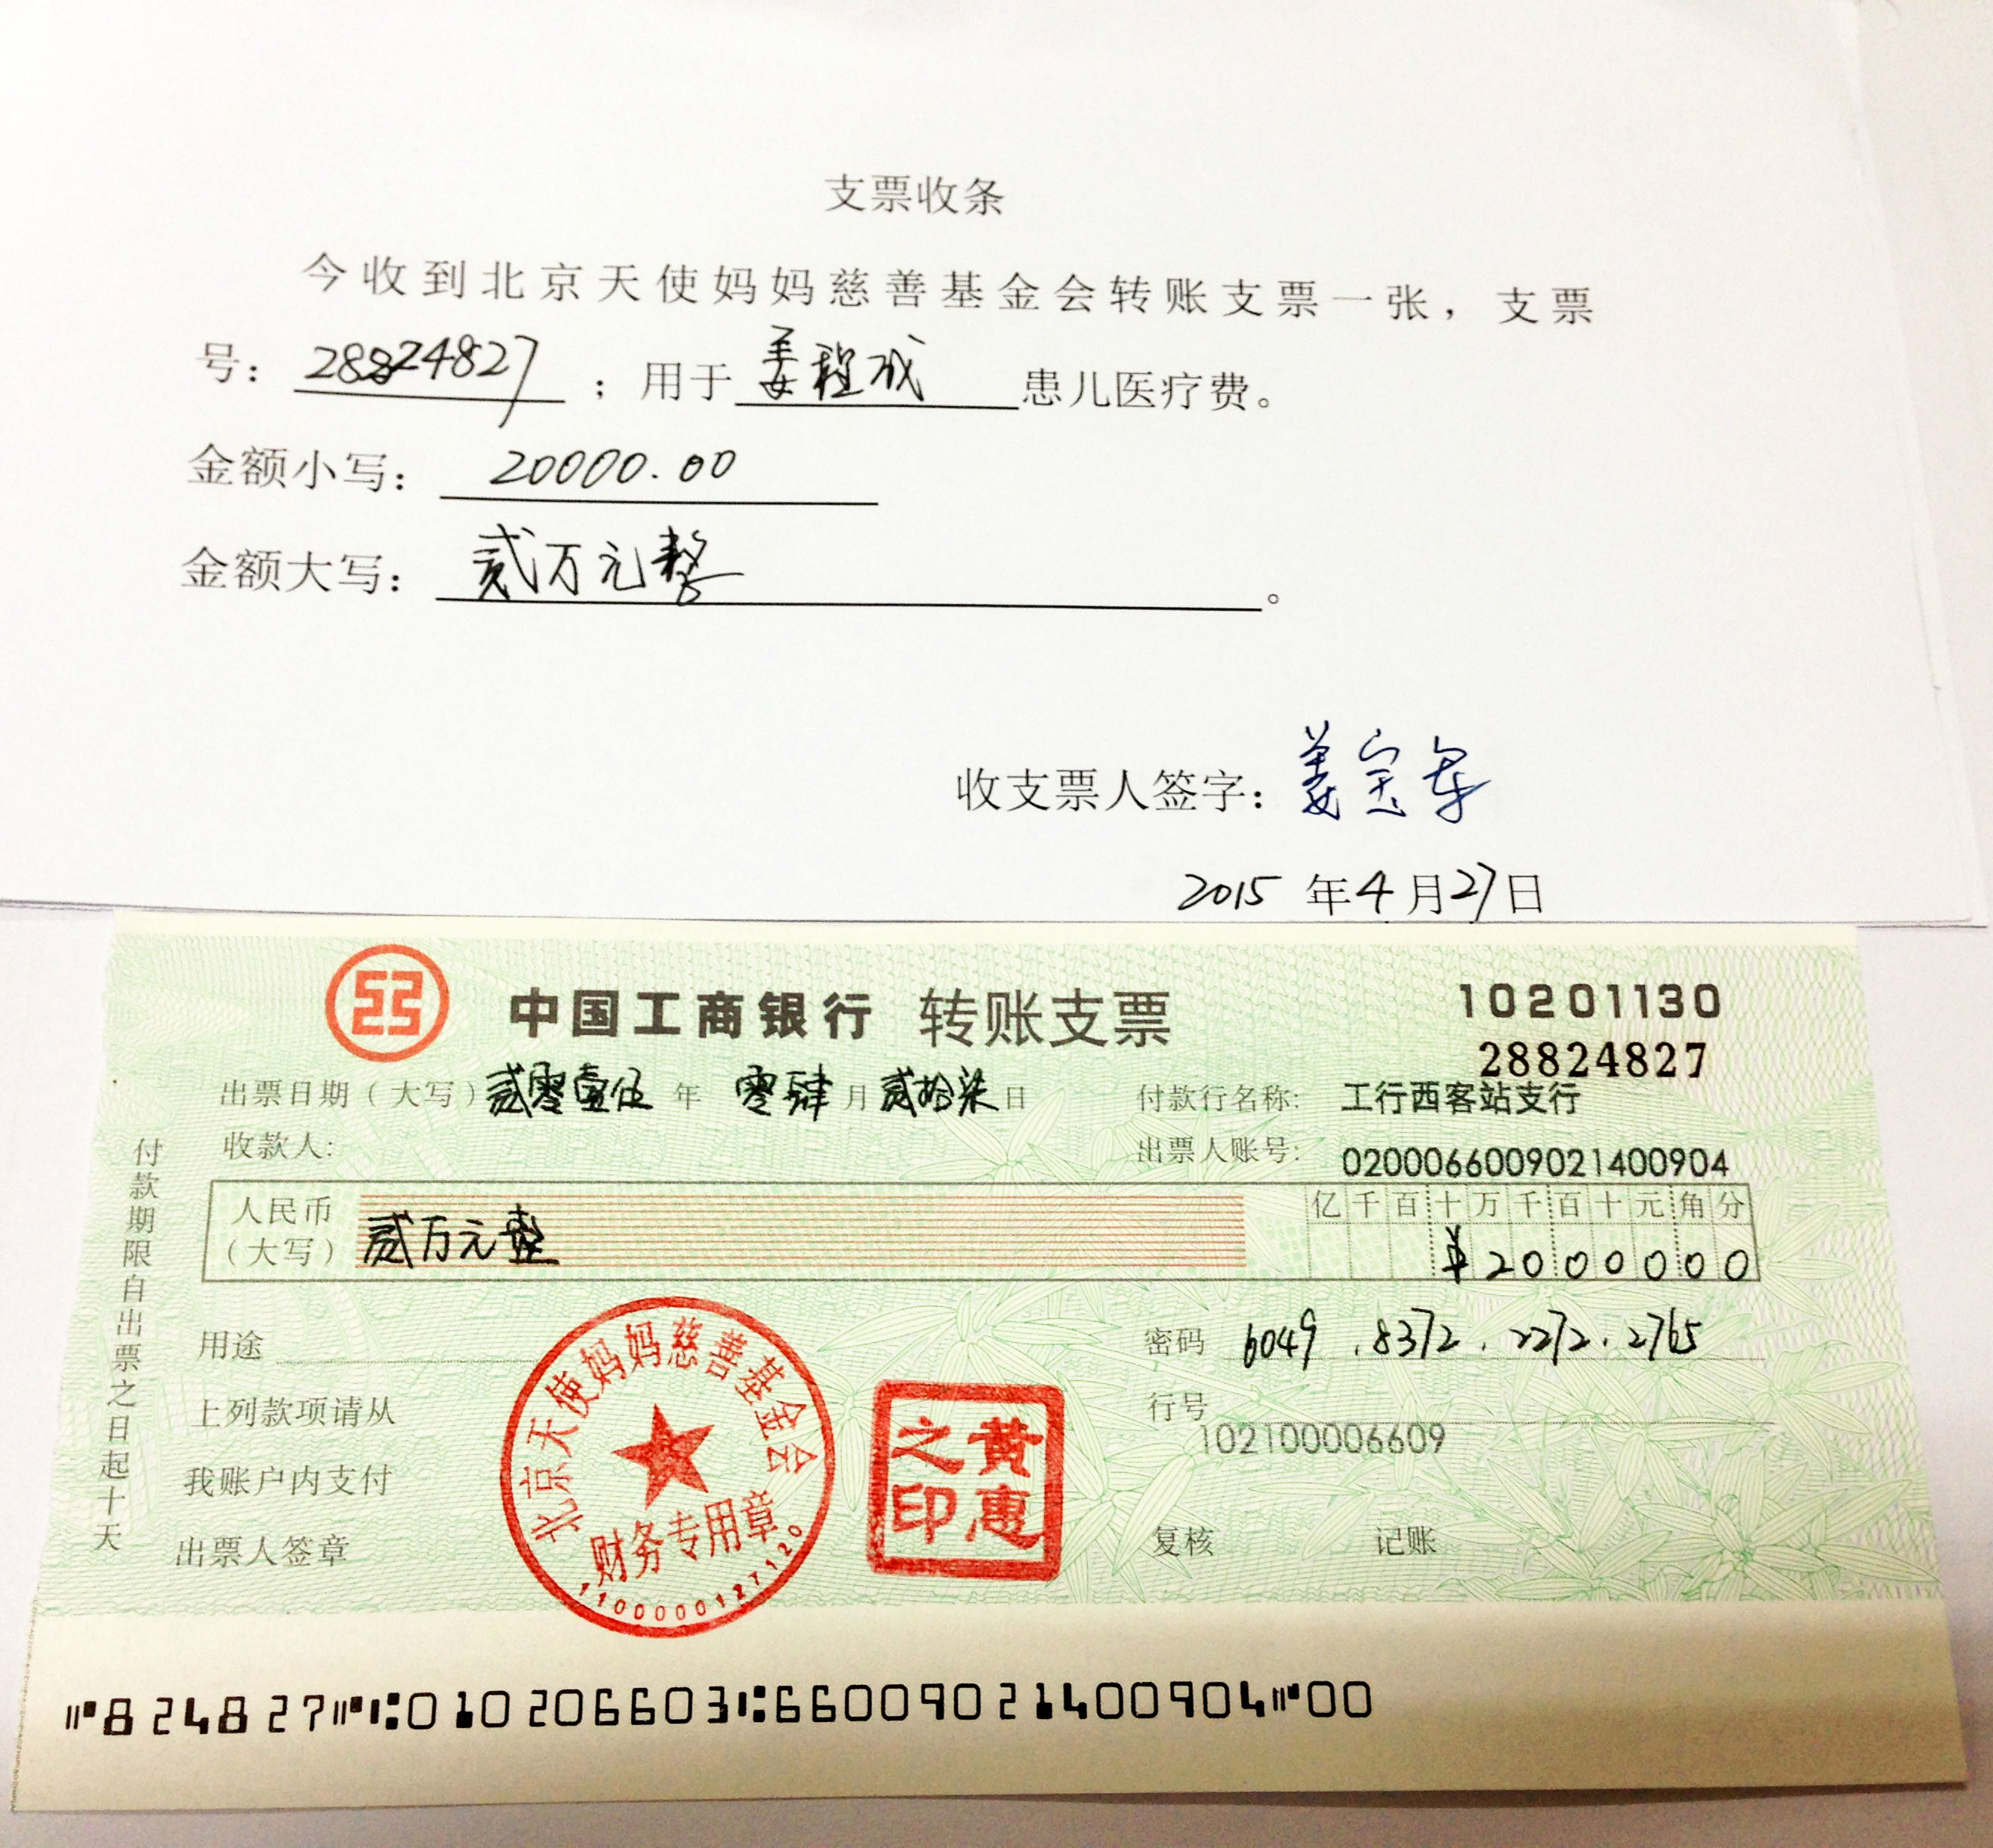 支票收条
今收到北京天使妈妈慈善基金会转账支票一张，支票
号：28824827；用于姜程成患儿医疗费。
金额小写：20000.00
金额大写：贰万元整。
收支票人签字：姜宝军
2015年4月27日
中国工商银行 转账支票 10201130
28824827
出票日期（大写）贰零壹伍年 零肆月贰拾柒日 付款行名称: 工行西客站支行
收款人: 出票人账号: 0200066009021400904
人民币（大写） 贰万元整 亿千百十万千百十元角分
¥2000000
用途 密码 6049.8372.2272.2765
上列款项请从 行号 102100006609
我账户内支付
出票人签章 复核 记账
付款期限自出票之日起十天
北京天使妈妈慈善基金会
财务专用章
1100000127120
黄惠之印
⑈824827⑈⑆010206603⑆6600902140 0904⑈00